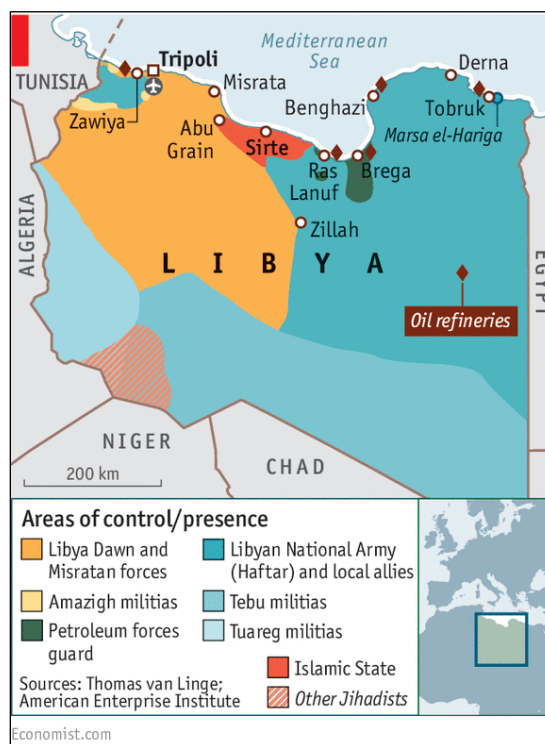 Mediterranean
Sea
TUNISIA
Tripoli
Misrata
Derna
Benghazi
Zawiya
Tobruk
Marsa el-Hariga
Abu
Grain
Sirte
Ras
Lanuf
Brega
Zillah
ALGERIA
LIBYA
EGYPT
Oil refineries
NIGER
CHAD
200 km
Areas of control/presence
Libya Dawn and
Misratan forces
Amazigh militias
Petroleum forces
guard
Libyan National Army
(Haftar) and local allies
Tebu militias
Tuareg militias
Islamic State
Other Jihadists
Sources: Thomas van Linge;
American Enterprise Institute
Economist.com